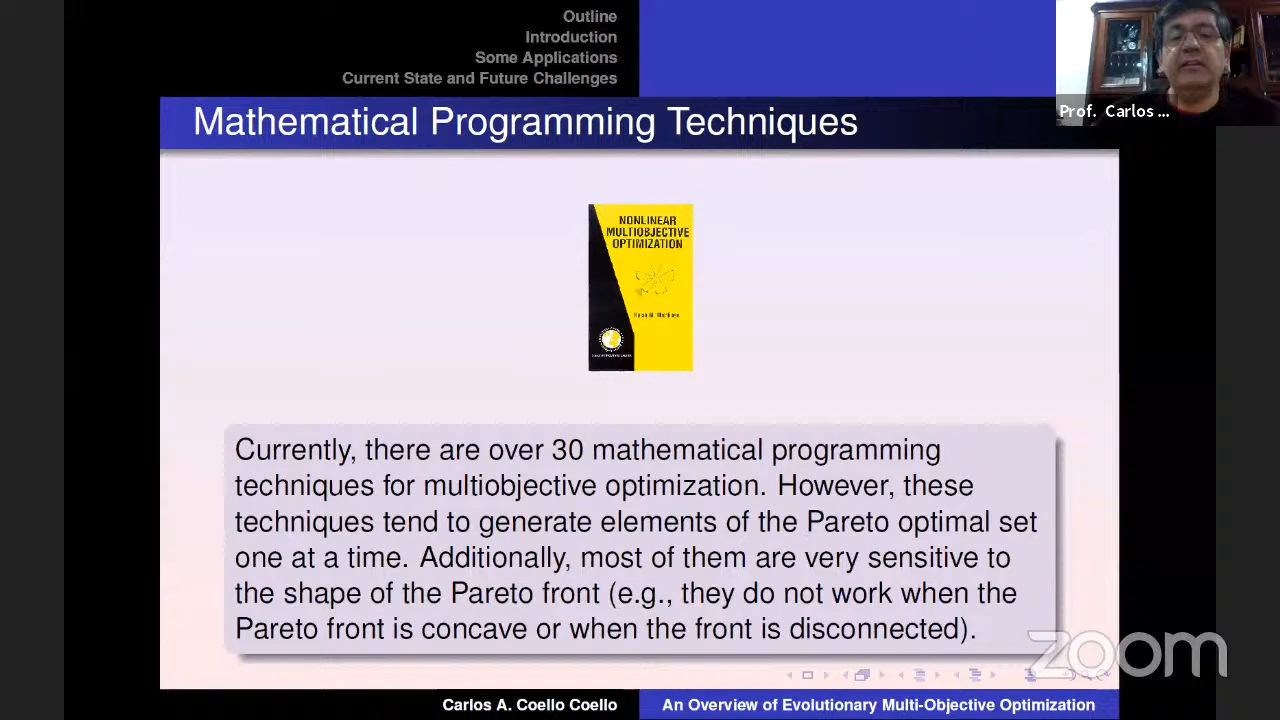 Outline
Introduction
Some Applications
Current State and Future Challenges
Prof. Carlos ...
Mathematical Programming Techniques
NONLINEAR
MULTIOBJECTIVE
OPTIMIZATION
Currently, there are over 30 mathematical programming
techniques for multiobjective optimization. However, these
techniques tend to generate elements of the Pareto optimal set
one at a time. Additionally, most of them are very sensitive to
the shape of the Pareto front (e.g., they do not work when the
Pareto front is concave or when the front is disconnected).
zoom
Carlos A. Coello Coello
An Overview of Evolutionary Multi-Objective Optimization